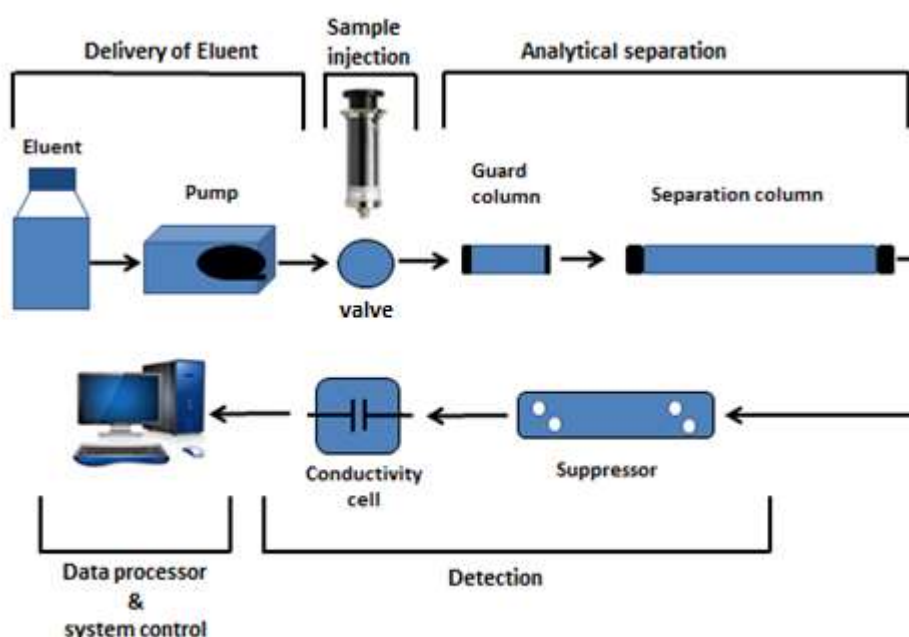 Delivery of Eluent
Sample
injection
Analytical separation
Eluent
Pump
Guard
column
Separation column
valve
Conductivity
cell
Suppressor
Data processor
&
system control
Detection